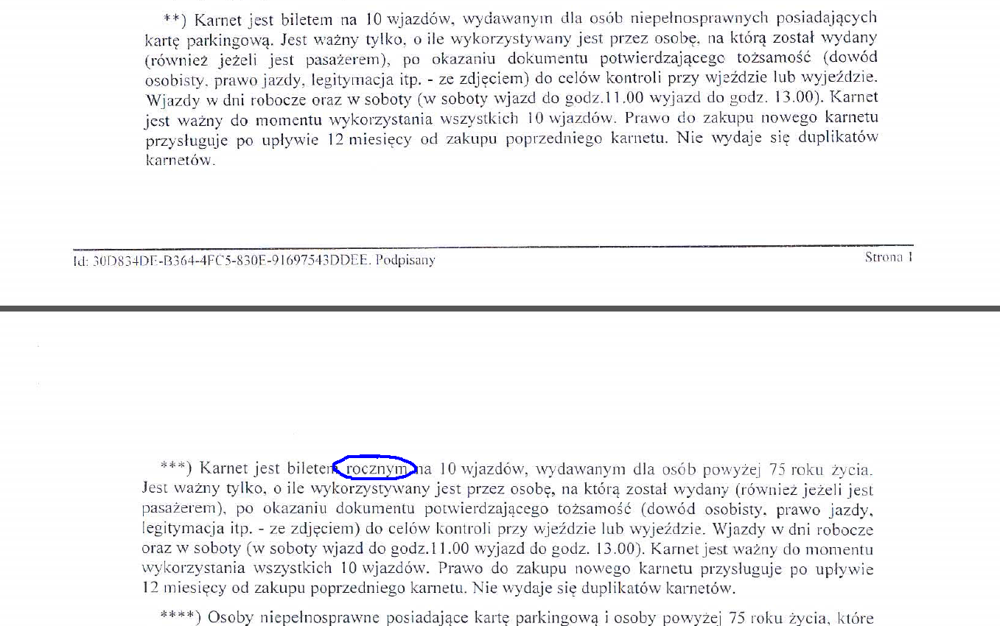 **) Karnet jest biletem na 10 wjazdów, wydawanym dla osób niepełnosprawnych posiadających
kartę parkingową. Jest ważny tylko, o ile wykorzystywany jest przez osobę, na którą został wydany
(również jeżeli jest pasażerem), po okazaniu dokumentu potwierdzającego tożsamość (dowód
osobisty, prawo jazdy, legitymacja itp. - ze zdjęciem) do celów kontroli przy wjeździe lub wyjeździe.
Wjazdy w dni robocze oraz w soboty (w soboty wjazd do godz.11.00 wyjazd do godz. 13.00). Karnet
jest ważny do momentu wykorzystania wszystkich 10 wjazdów. Prawo do zakupu nowego karnetu
przysługuje po upływie 12 miesięcy od zakupu poprzedniego karnetu. Nie wydaje się duplikatów
karnetów.
Id: 30D834DE-B364-4FC5-830E-91697543DDEE. Podpisany
Strona 1
***) Karnet jest biletem rocznym na 10 wjazdów, wydawanym dla osób powyżej 75 roku życia.
Jest ważny tylko, o ile wykorzystywany jest przez osobę, na którą został wydany (również jeżeli jest
pasażerem), po okazaniu dokumentu potwierdzającego tożsamość (dowód osobisty, prawo jazdy,
legitymacja itp. - ze zdjęciem) do celów kontroli przy wjeździe lub wyjeździe. Wjazdy w dni robocze
oraz w soboty (w soboty wjazd do godz.11.00 wyjazd do godz. 13.00). Karnet jest ważny do momentu
wykorzystania wszystkich 10 wjazdów. Prawo do zakupu nowego karnetu przysługuje po upływie
12 miesięcy od zakupu poprzedniego karnetu. Nie wydaje się duplikatów karnetów.
****) Osoby niepełnosprawne posiadające kartę parkingową i osoby powyżej 75 roku życia, które